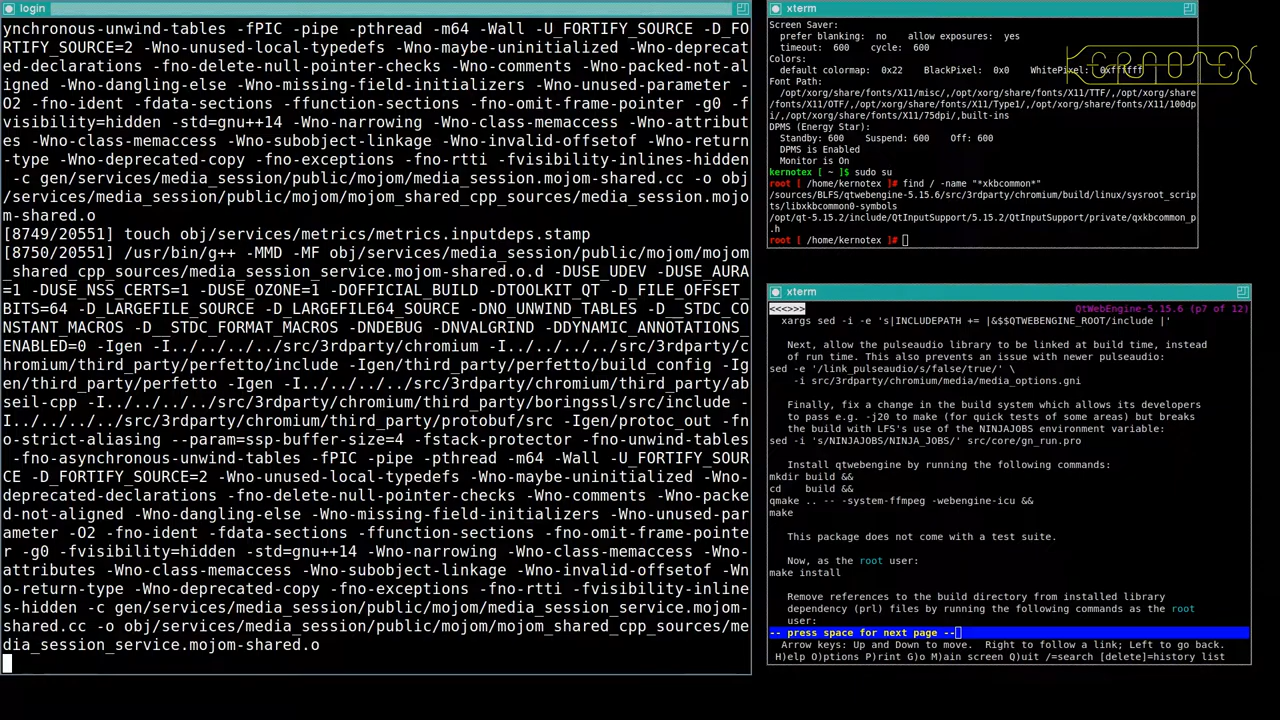 login
ynchronous-unwind-tables -fPIC -pipe -pthread -m64 -Wall -U_FORTIFY_SOURCE -D_FO
RTIFY_SOURCE=2 -Wno-unused-local-typedefs -Wno-maybe-uninitialized -Wno-deprecat
ed-declarations -fno-delete-null-pointer-checks -Wno-comments -Wno-packed-not-al
igned -Wno-dangling-else -Wno-missing-field-initializers -Wno-unused-parameter -
O2 -fno-ident -fdata-sections -ffunction-sections -fno-omit-frame-pointer -g0 -f
visibility=hidden -std=gnu++14 -Wno-narrowing -Wno-class-memaccess -Wno-attribut
es -Wno-class-memaccess -Wno-subobject-linkage -Wno-invalid-offsetof -Wno-return
-type -Wno-deprecated-copy -fno-exceptions -fno-rtti -fvisibility-inlines-hidden
-c gen/services/media_session/public/mojom/media_session.mojom-shared.cc -o obj
/services/media_session/public/mojom/mojom_shared_cpp_sources/media_session.mojo
m-shared.o
[8749/20551] touch obj/services/metrics/metrics.inputdeps.stamp
[8750/20551] /usr/bin/g++ -MMD -MF obj/services/media_session/public/mojom/mojom
_shared_cpp_sources/media_session_service.mojom-shared.o.d -DUSE_UDEV -DUSE_AURA
=1 -DUSE_NSS_CERTS=1 -DUSE_OZONE=1 -DOFFICIAL_BUILD -DTOOLKIT_QT -D_FILE_OFFSET_
BITS=64 -D_LARGEFILE_SOURCE -D_LARGEFILE64_SOURCE -DNO_UNWIND_TABLES -D__STDC_CO
NSTANT_MACROS -D__STDC_FORMAT_MACROS -DNDEBUG -DNVALGRIND -DDYNAMIC_ANNOTATIONS_
ENABLED=0 -Igen -I../../../src/3rdparty/chromium -I../../../src/3rdparty/chr
omium/third_party/perfetto/include -Igen/third_party/perfetto/build_config -Ig
en/third_party/perfetto -Igen -I../../../src/3rdparty/chromium/third_party/ab
seil-cpp -I../../../src/3rdparty/chromium/third_party/boringssl/src/include -
I../../../src/3rdparty/chromium/third_party/protobuf/src -Igen/protoc_out -fn
o-strict-aliasing --param=ssp-buffer-size=4 -fstack-protector -fno-unwind-tables
-fno-asynchronous-unwind-tables -fPIC -pipe -pthread -m64 -Wall -U_FORTIFY_SOUR
CE -D_FORTIFY_SOURCE=2 -Wno-unused-local-typedefs -Wno-maybe-uninitialized -Wno-
deprecated-declarations -fno-delete-null-pointer-checks -Wno-comments -Wno-packe
d-not-aligned -Wno-dangling-else -Wno-missing-field-initializers -Wno-unused-par
ameter -O2 -fno-ident -fdata-sections -ffunction-sections -fno-omit-frame-pointe
r -g0 -fvisibility=hidden -std=gnu++14 -Wno-narrowing -Wno-class-memaccess -Wno-
attributes -Wno-class-memaccess -Wno-subobject-linkage -Wno-invalid-offsetof -Wn
o-return-type -Wno-deprecated-copy -fno-exceptions -fno-rtti -fvisibility-inline
s-hidden -c gen/services/media_session/public/mojom/media_session_service.mojom-
shared.cc -o obj/services/media_session/public/mojom/mojom_shared_cpp_sources/me
dia_session_service.mojom-shared.o
xterm
Screen Saver:
prefer blanking: no allow exposures: yes
timeout: 600 cycle: 600
Colors:
default colormap: 0x22 BlackPixel: 0x0 WhitePixel: 0xffffff
KERNOTEX
Font Path:
/opt/xorg/share/fonts/X11/misc/,/opt/xorg/share/fonts/X11/TTF/,/opt/xorg/share
/fonts/X11/OTF/,/opt/xorg/share/fonts/X11/Type1/,/opt/xorg/share/fonts/X11/100dp
i/,/opt/xorg/share/fonts/X11/75dpi/,built-ins
DPMS (Energy Star):
Standby: 600 Suspend: 600 Off: 600
DPMS is Enabled
Monitor is On
kernotex [ ~ ]$ sudo su
root [ /home/kernotex ]# find / -name "*xkbcommon*"
/sources/BLFS/qtwebengine-5.15.6/src/3rdparty/chromium/build/linux/sysroot_scrip
ts/libxkbcommon0-symbols
/opt/qt-5.15.2/include/QtInputSupport/5.15.2/QtInputSupport/private/qxkbcommon_p
.h
root [ /home/kernotex ]#
xterm
<<<>>> QtWebEngine-5.15.6 (p7 of 12)
xargs sed -i -e 's|INCLUDEPATH += |&$$QTWEBENGINE_ROOT/include |'
Next, allow the pulseaudio library to be linked at build time, instead
of run time. This also prevents an issue with newer pulseaudio:
sed -e '/link_pulseaudio/s/false/true/' \
-i src/3rdparty/chromium/media/media_options.gni
Finally, fix a change in the build system which allows its developers
to pass e.g. -j20 to make (for quick tests of some areas) but breaks
the build with LFS's use of the NINJAJOBS environment variable:
sed -i 's/NINJAJOBS/NINJA_JOBS/' src/core/gn_run.pro
Install qtwebengine by running the following commands:
mkdir build &&
cd build &&
qmake .. -- -system-ffmpeg -webengine-icu &&
make
This package does not come with a test suite.
Now, as the root user:
make install
Remove references to the build directory from installed library
dependency (prl) files by running the following commands as the root
user:
-- press space for next page --
Arrow keys: Up and Down to move. Right to follow a link; Left to go back.
H)elp O)ptions P)rint G)o M)ain screen Q)uit /=search [delete]=history list